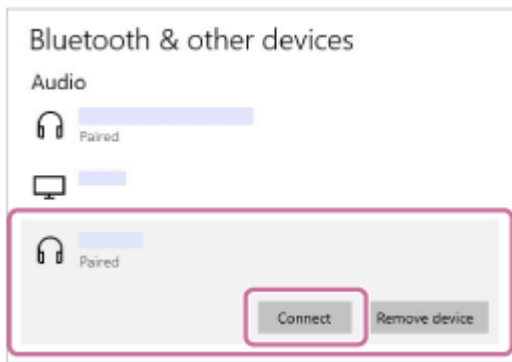 Bluetooth & other devices
Audio
Paired
Paired
Connect
Remove device